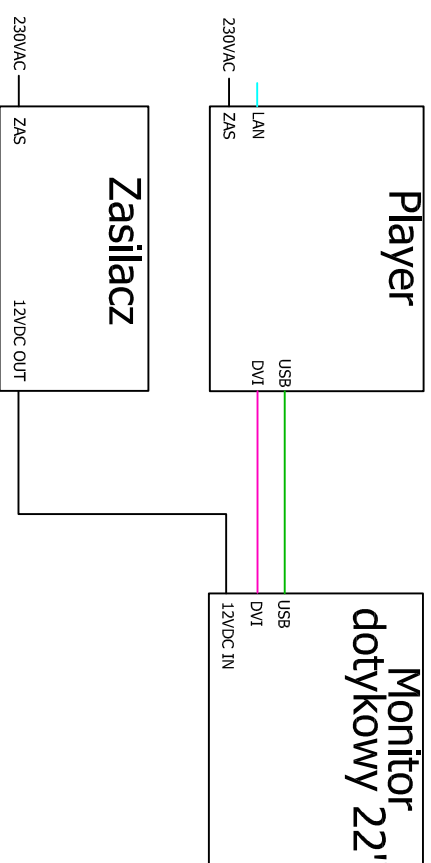 Player
LAN
ZAS
230VAC
USB
DVI
Zasilacz
ZAS
230VAC
12VDC OUT
Monitor
dotykowy 22'
USB
DVI
12VDC IN